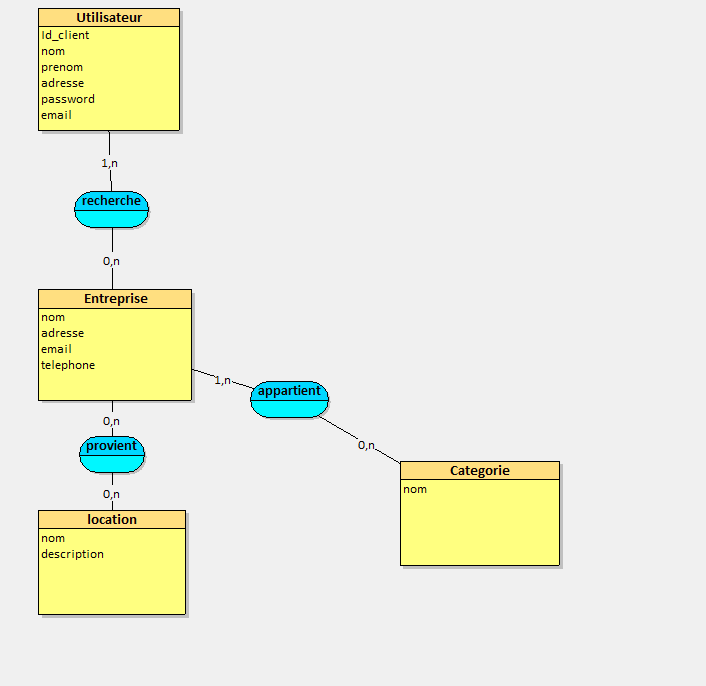 Utilisateur
Id_client
nom
prenom
adresse
password
email
1,n
recherche
0,n
Entreprise
nom
adresse
email
telephone
1,n
appartient
0,n
provient
0,n
Categorie
nom
0,n
location
nom
description